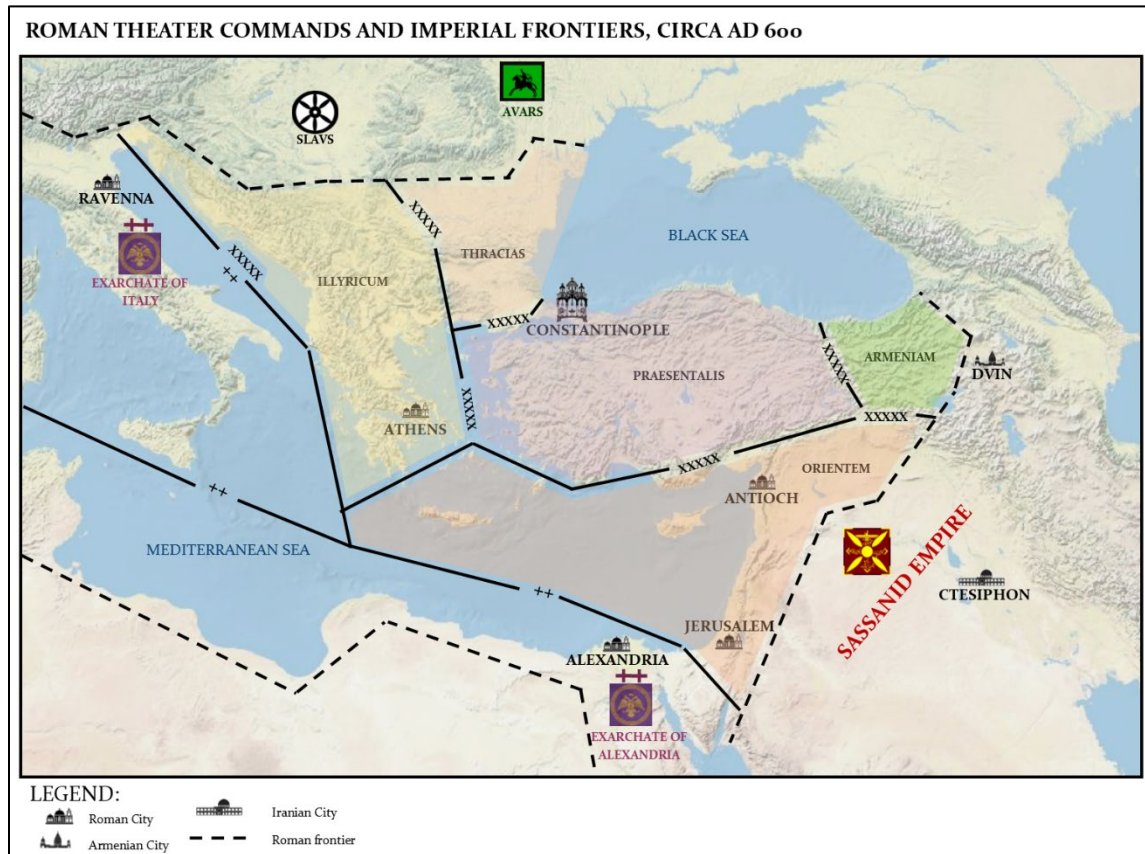 ROMAN THEATER COMMANDS AND IMPERIAL FRONTIERS, CIRCA AD 600
AVARS
SLAVS
RAVENNA
EXARCHATE OF
ITALY
XXXXX
++
ILLYRICUM
XXXXX
THRACIAS
BLACK SEA
XXXXX
CONSTANTINOPLE
PRAESENTALIS
XXXXX
ARMENIAM
DVIN
XXXXX
ATHENS
XXXXX
XXXXX
ORIENTEM
ANTIOCH
++
MEDITERRANEAN SEA
SASSANID EMPIRE
CTESIPHON
++
JERUSALEM
ALEXANDRIA
++
EXARCHATE OF
ALEXANDRIA
LEGEND:
Roman City
Iranian City
Armenian City
Roman frontier